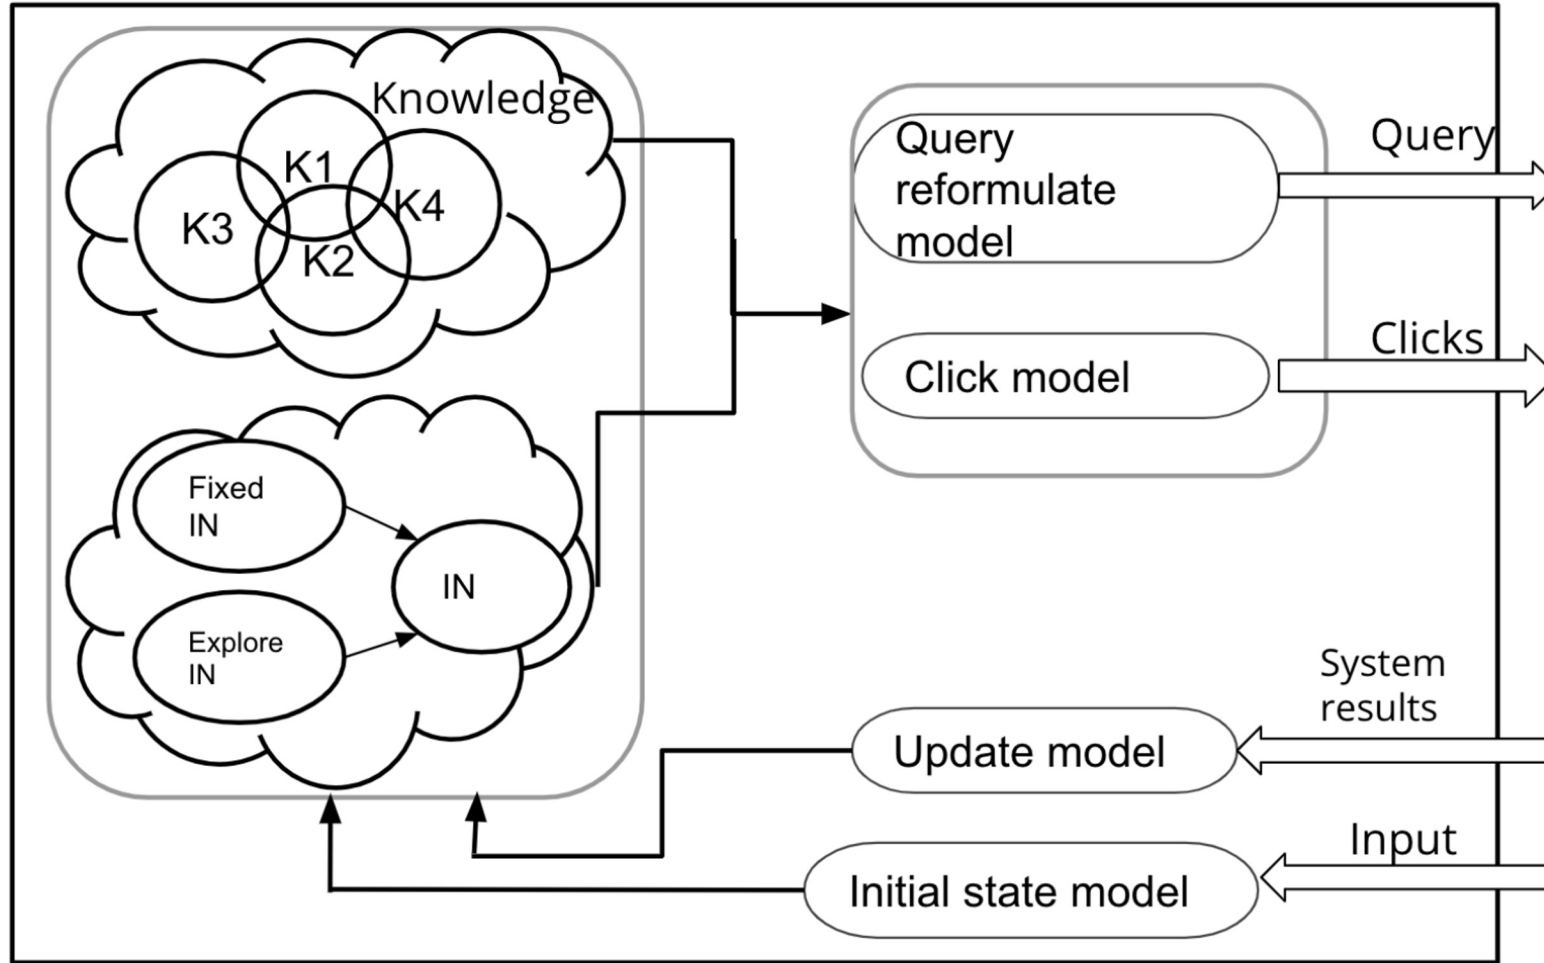 Knowledge
K1
K4
K3
K2
Query
reformulate
model
Query
Clicks
Click model
Fixed
IN
IN
Explore
IN
System
results
Update model
Input
Initial state model